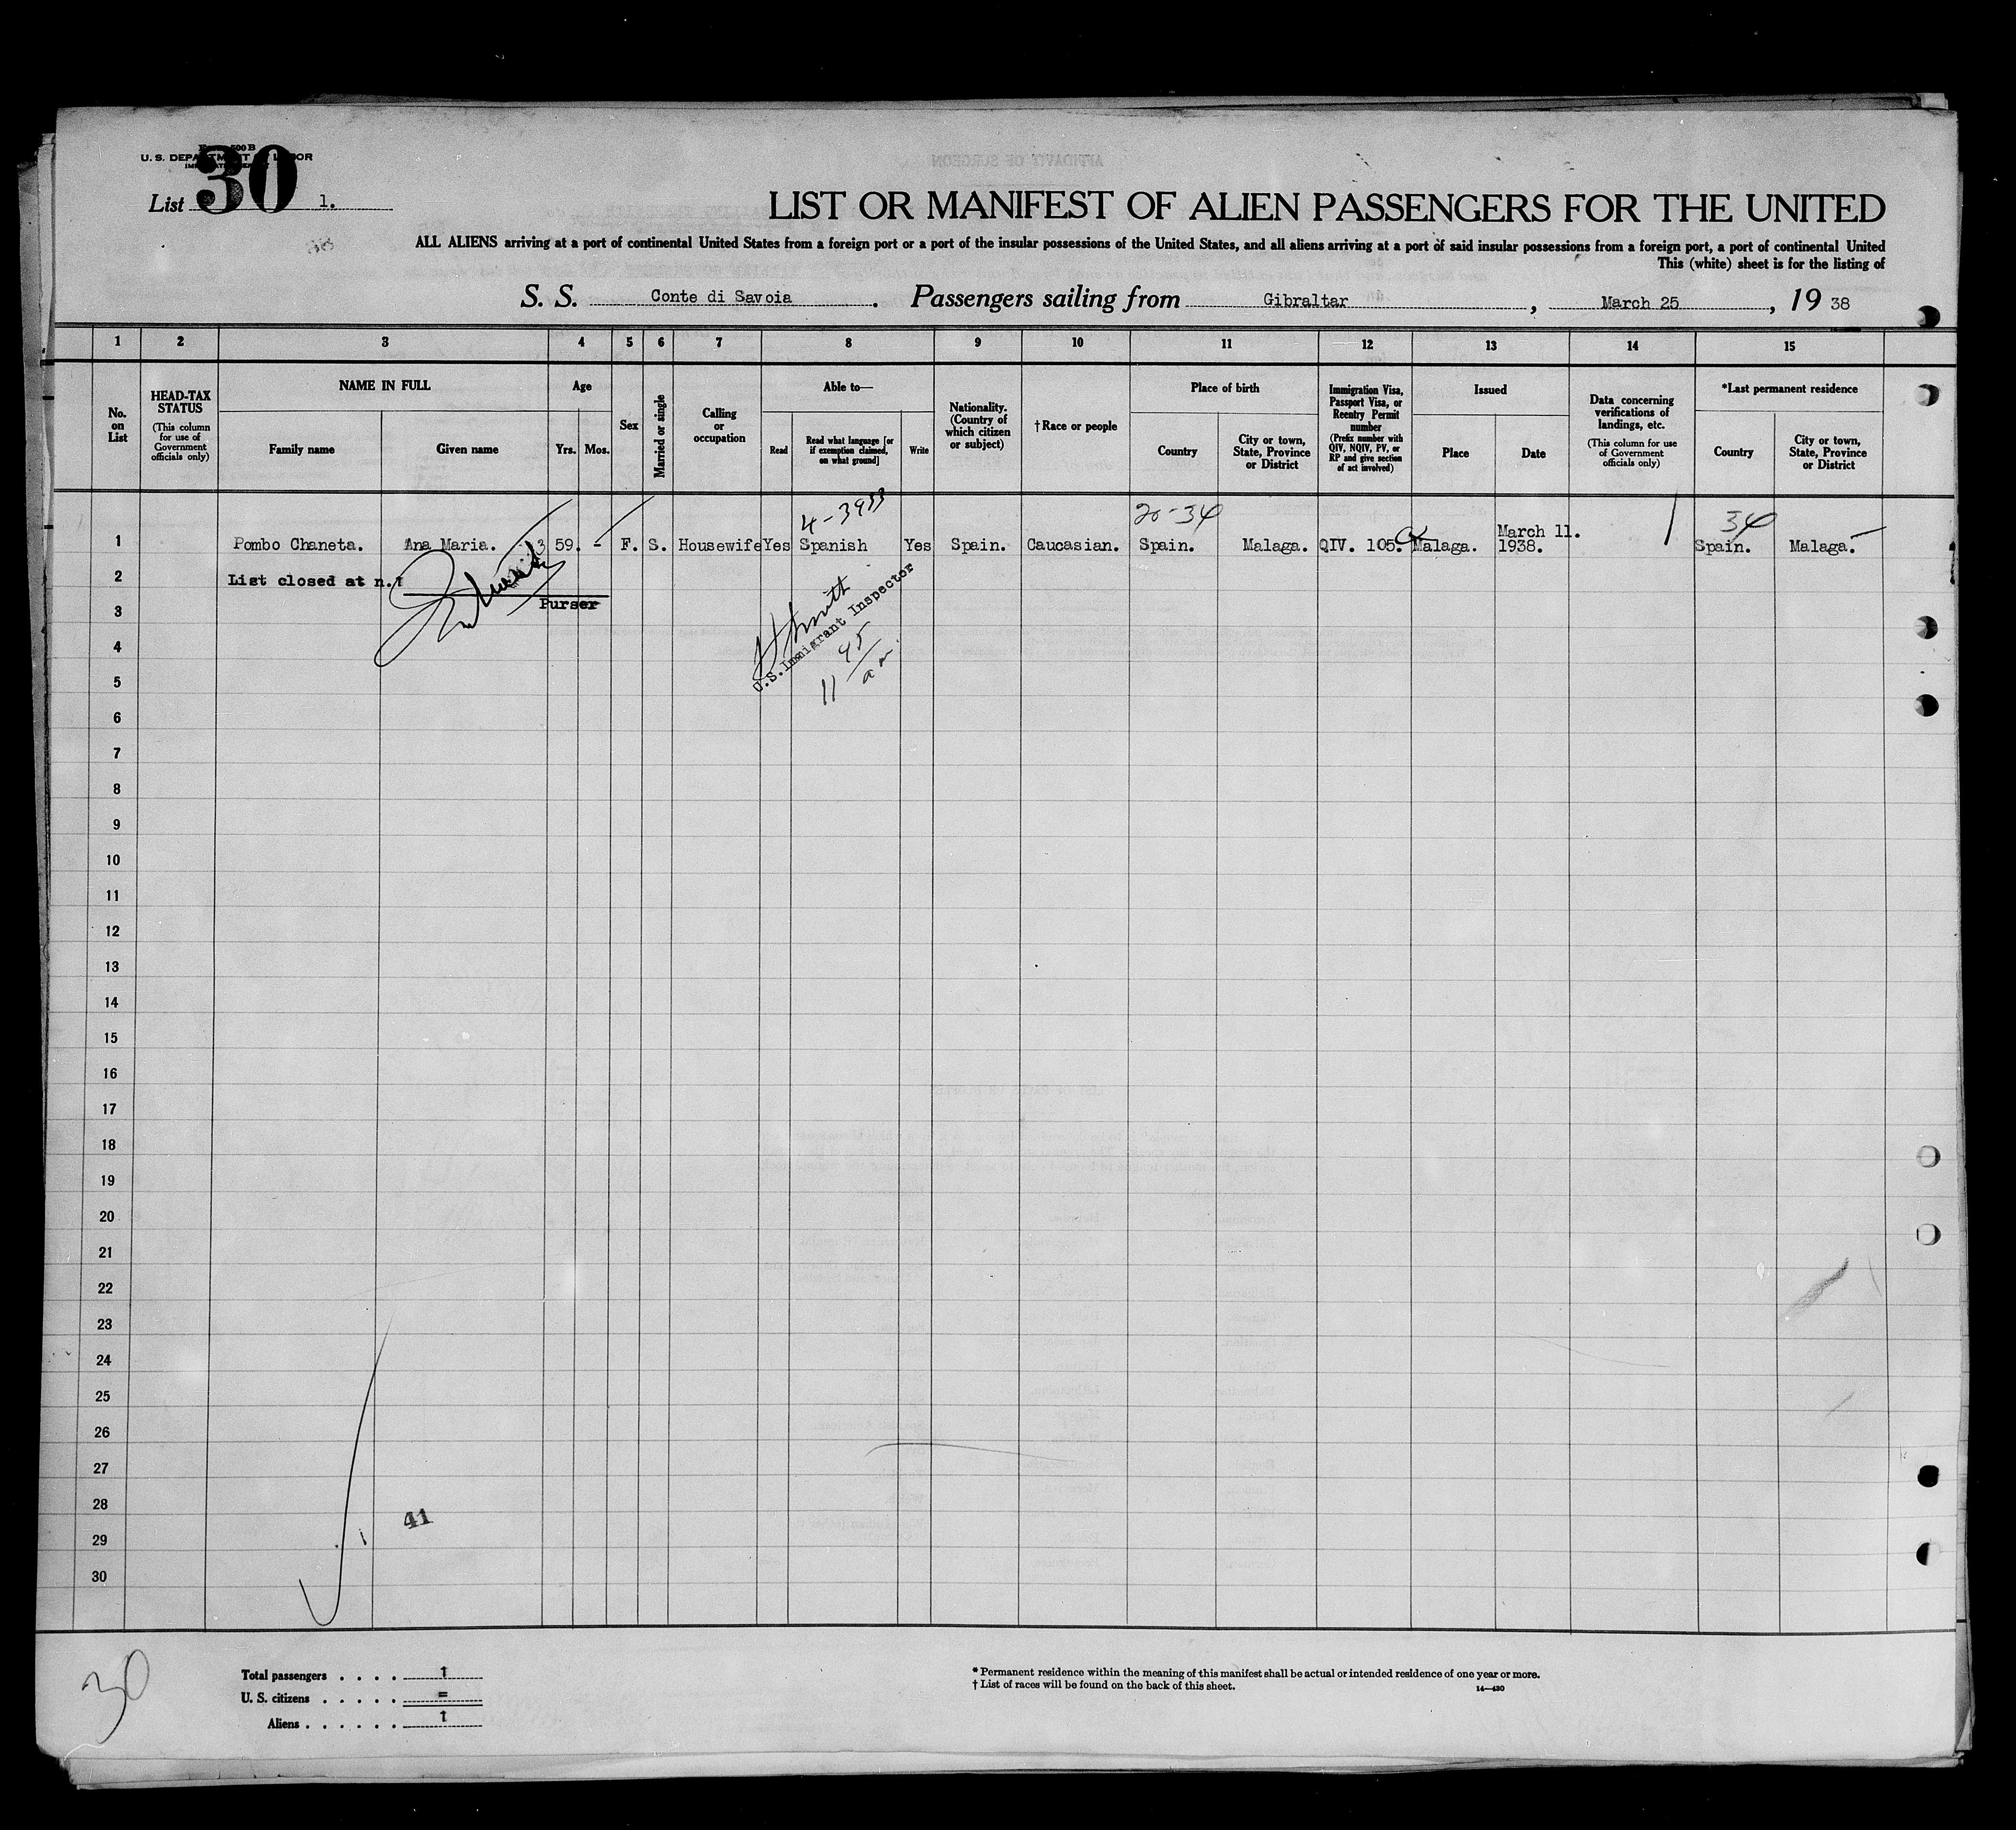 U. S. DEPARTMENT OF LABOR
List 30 1.
LIST OR MANIFEST OF ALIEN PASSENGERS FOR THE UNITED
ALL ALIENS arriving at a port of continental United States from a foreign port or a port of the insular possessions of the United States, and all aliens arriving at a port of said insular possessions from a foreign port, a port of continental United
This (white) sheet is for the listing of
S. S. Conte di Savoia. Passengers sailing from Gibraltar, March 25, 19 38
1 2 3 4 5 6 7 8 9 10 11 12 13 14 15
No. on List
HEAD-TAX STATUS (This column for use of Government officials only)
NAME IN FULL
Family name
Given name
Age
Yrs. Mos.
Sex
Married or single
Calling or occupation
Able to—
Read
Read what language [or if exemption claimed, on what ground]
Write
Nationality. (Country of which citizen or subject)
† Race or people
Place of birth
Country
City or town, State, Province or District
Immigration Visa, Passport Visa, or Reentry Permit number (Prefix number with QIV, NQIV, PV, or RP and give section of act involved)
Issued
Place
Date
Data concerning verifications of landings, etc. (This column for use of Government officials only)
*Last permanent residence
Country
City or town, State, Province or District
4-3933 20-34 34
1 Pombo Chaneta. Ana Maria. 59. - F. S. Housewife Yes Spanish Yes Spain. Caucasian. Spain. Malaga. QIV. 105. Malaga. March 11. 1938. Spain. Malaga.
2 List closed at n.1
Purser
3
4
U.S. Immigrant Inspector
11 45 a m.
5
6
7
8
9
10
11
12
13
14
15
16
17
18
19
20
21
22
23
24
25
26
27
28
41
29
30
30
Total passengers . . . . 1
U. S. citizens . . . . . =
Aliens . . . . . . 1
* Permanent residence within the meaning of this manifest shall be actual or intended residence of one year or more.
† List of races will be found on the back of this sheet.
14—430